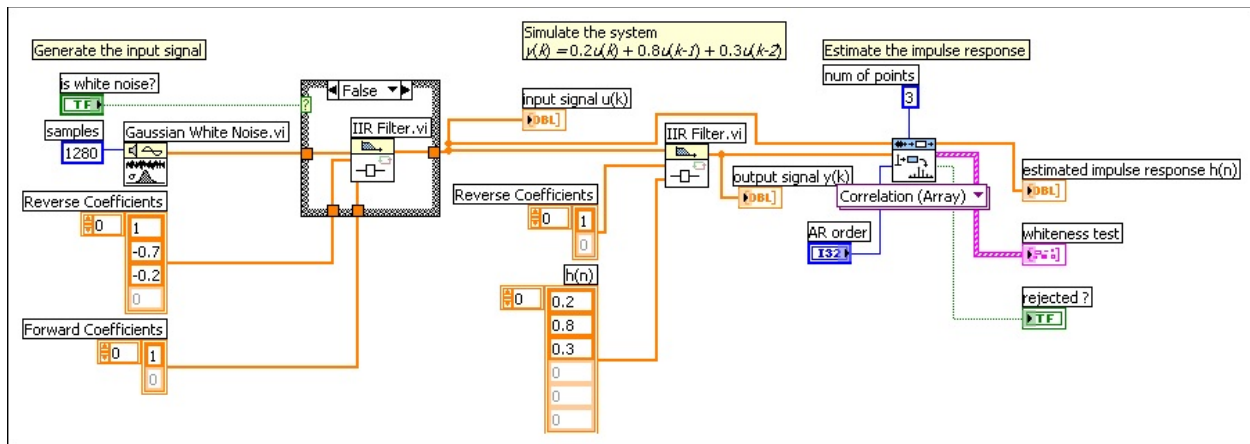 Generate the input signal
Simulate the system
y(k) =0.2u(k) + 0.8u(k-1) + 0.3u(k-2)
Estimate the impulse response
is white noise?
TF
False
?
samples
1280
Gaussian White Noise.vi
σ
IIR Filter.vi
input signal u(k)
DBL]
IIR Filter.vi
output signal y(k)
DBL]
num of points
3
Correlation (Array)
estimated impulse response h(n)
DBL]
AR order
I32
whiteness test
rejected ?
TF
Reverse Coefficients
0
1
-0.7
-0.2
0
Forward Coefficients
0
1
0
Reverse Coefficients
0
1
0
h(n)
0
0.2
0.8
0.3
0
0
0